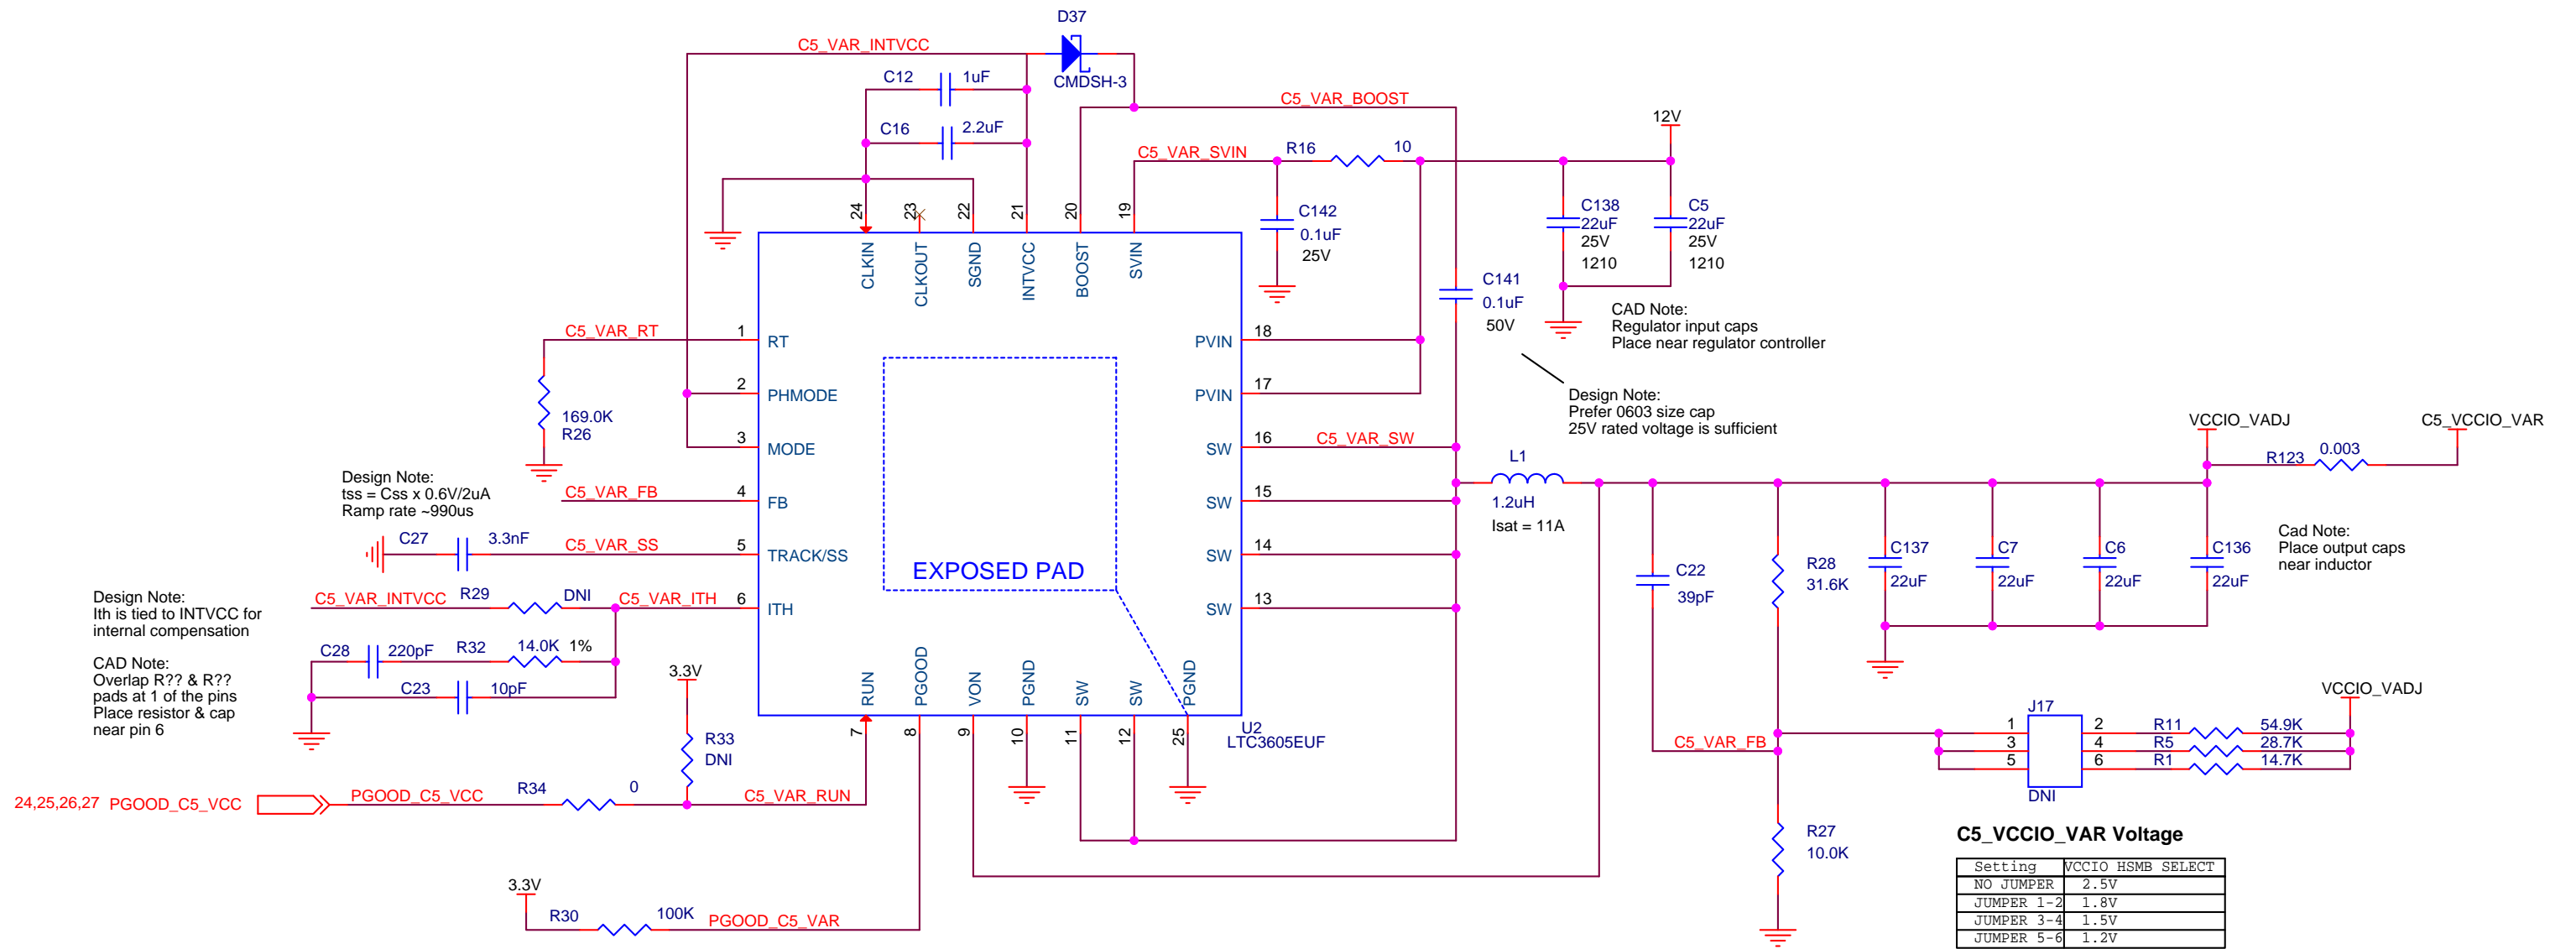 D37
C5_VAR_INTVCC
CMDSH-3
C12
1uF
C16
2.2uF
C5_VAR_BOOST
12V
C5_VAR_SVIN
R16
10
C142
0.1uF
25V
C138
22uF
25V
1210
C5
22uF
25V
1210
C141
0.1uF
50V
CAD Note:
Regulator input caps
Place near regulator controller
Design Note:
Prefer 0603 size cap
25V rated voltage is sufficient
24
23
22
21
20
19
CLKIN
CLKOUT
SGND
INTVCC
BOOST
SVIN
C5_VAR_RT
1
RT
169.0K
R26
2
PHMODE
3
MODE
C5_VAR_FB
4
FB
Design Note:
tss = Css x 0.6V/2uA
Ramp rate ~990us
C27
3.3nF
C5_VAR_SS
5
TRACK/SS
Design Note:
Ith is tied to INTVCC for
internal compensation
C5_VAR_INTVCC
R29
DNI
C5_VAR_ITH
6
ITH
CAD Note:
Overlap R?? & R??
pads at 1 of the pins
Place resistor & cap
near pin 6
C28
220pF
R32
14.0K
1%
C23
10pF
EXPOSED PAD
PVIN
18
PVIN
17
SW
16
C5_VAR_SW
SW
15
SW
14
SW
13
L1
1.2uH
Isat = 11A
VCCIO_VADJ
C5_VCCIO_VAR
R123
0.003
C22
39pF
R28
31.6K
C137
22uF
C7
22uF
C6
22uF
C136
22uF
Cad Note:
Place output caps
near inductor
RUN
PGOOD
VON
PGND
SW
SW
PGND
7
8
9
10
11
12
25
U2
LTC3605EUF
3.3V
R33
DNI
24,25,26,27
PGOOD_C5_VCC
PGOOD_C5_VCC
R34
0
C5_VAR_RUN
3.3V
R30
100K
PGOOD_C5_VAR
C5_VAR_FB
R27
10.0K
VCCIO_VADJ
J17
1
2
R11
54.9K
3
4
R5
28.7K
5
6
R1
14.7K
DNI
C5_VCCIO_VAR Voltage
Setting VCCIO HSMB SELECT
NO JUMPER 2.5V
JUMPER 1-2 1.8V
JUMPER 3-4 1.5V
JUMPER 5-6 1.2V